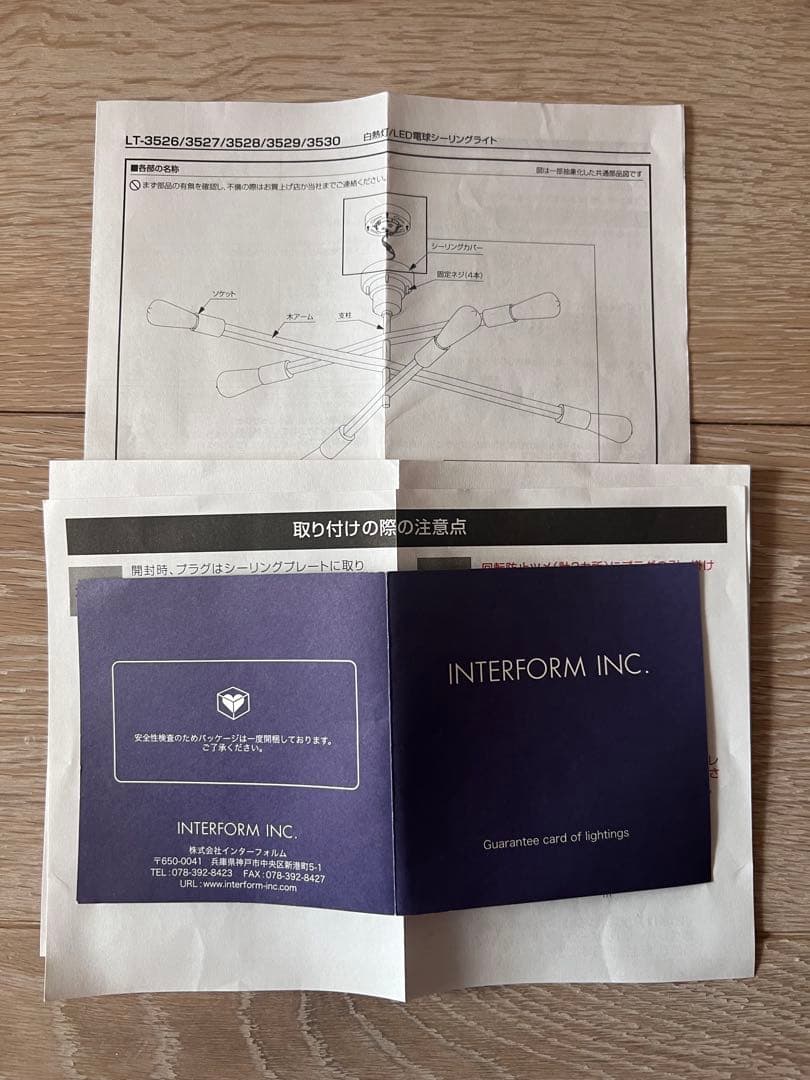 LT-3526/3527/3528/3529/3530 白熱灯/LED電球シーリングライト
■各部の名称
図は一部抽象化した共通部品図です
まず部品の有無を確認し、不備の際はお買上げ店か当社までご連絡ください。
シーリングカバー
固定ネジ(4本)
ソケット
木アーム
支柱
取り付けの際の注意点
開封時、プラグはシーリングプレートに取り
INTERFORM INC.
安全性検査のためパッケージは一度開梱しております。
ご了承ください。
INTERFORM INC.
株式会社インターフォルム
〒650-0041 兵庫県神戸市中央区新港町5-1
TEL:078-392-8423 FAX:078-392-8427
URL:www.interform-inc.com
Guarantee card of lightings